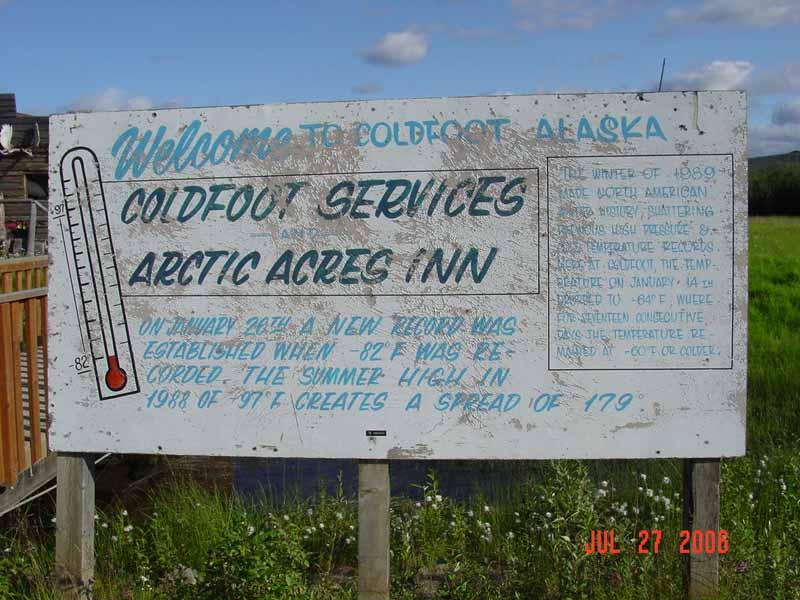 Welcome TO COLDFOOT ALASKA
COLDFOOT SERVICES
— AND —
ARCTIC ACRES INN
97
-82
ON JANUARY 26TH A NEW RECORD WAS
ESTABLISHED WHEN -82°F WAS RE-
CORDED. THE SUMMER HIGH IN
1988 OF 97°F CREATES A SPREAD OF 179.
THE WINTER OF 1989
MADE NORTH AMERICAN
HISTORY, SHATTERING
PREVIOUS HIGH PRESSURE &
TEMPERATURE RECORDS.
HERE AT COLDFOOT, THE TEMP-
ERATURE ON JANUARY 14TH
DROPPED TO -64°F, WHERE
FOR SEVENTEEN CONSECUTIVE
DAYS THE TEMPERATURE RE-
MAINED AT -60°F OR COLDER.
JUL 27 2008